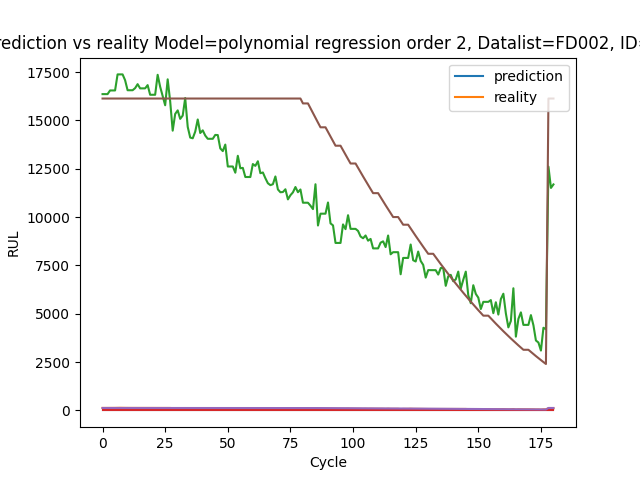 rediction vs reality Model=polynomial regression order 2, Datalist=FD002, ID=
prediction
reality
RUL
17500
15000
12500
10000
7500
5000
2500
0
0 25 50 75 100 125 150 175
Cycle